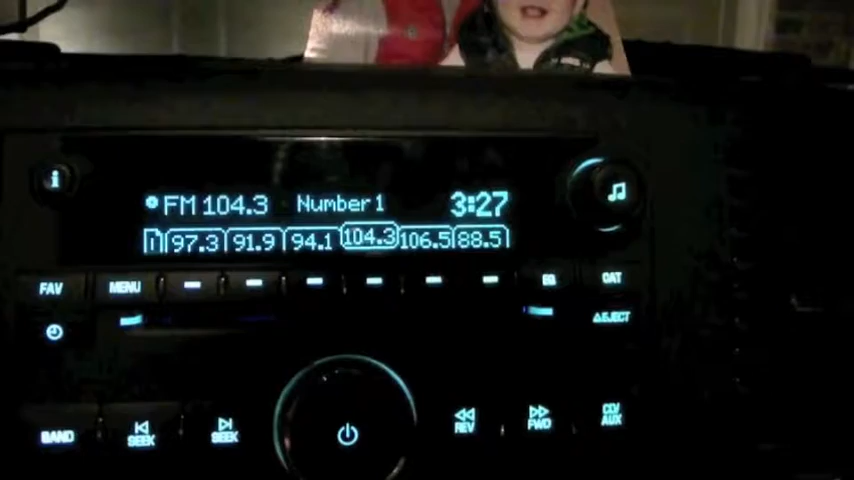 i
FM 104.3 Number 1 3:27
97.3 91.9 94.1 104.3 106.5 88.5
FAV MENU EQ CAT
△EJECT
BAND SEEK SEEK REV FWD CD/AUX